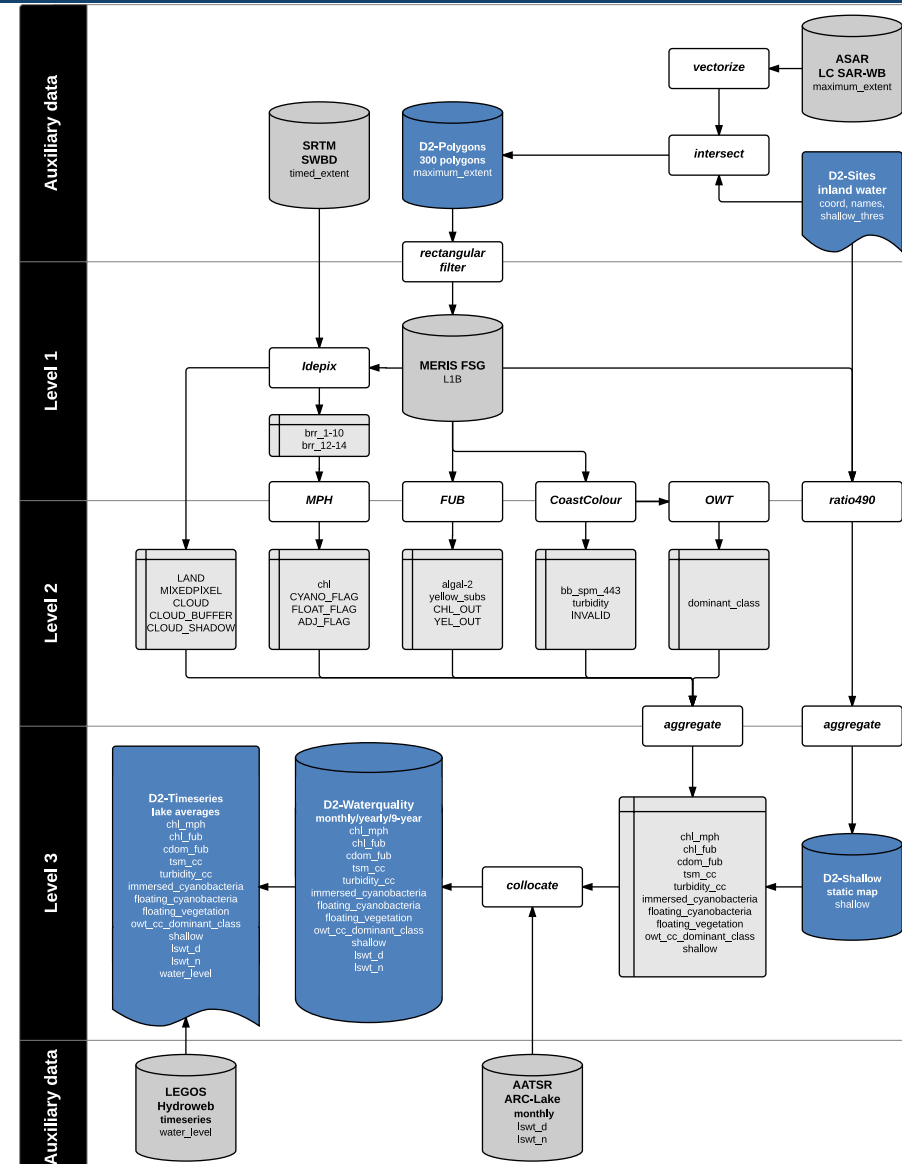 Auxiliary data
ASAR
LC SAR-WB
maximum_extent
vectorize
SRTM
SWBD
timed_extent
D2-Polygons
300 polygons
maximum_extent
intersect
D2-Sites
inland water
coord, names,
shallow_thres
rectangular
filter
Level 1
Idepix
MERIS FSG
L1B
brr_1-10
brr_12-14
MPH
FUB
CoastColour
OWT
ratio490
Level 2
LAND
MIXEDPIXEL
CLOUD
CLOUD_BUFFER
CLOUD_SHADOW
chl
CYANO_FLAG
FLOAT_FLAG
ADJ_FLAG
algal-2
yellow_subs
CHL_OUT
YEL_OUT
bb_spm_443
turbidity
INVALID
dominant_class
aggregate
aggregate
Level 3
D2-Timeseries
lake averages
chl_mph
chl_fub
cdom_fub
tsm_cc
turbidity_cc
immersed_cyanobacteria
floating_cyanobacteria
floating_vegetation
owt_cc_dominant_class
shallow
lswt_d
lswt_n
water_level
D2-Waterquality
monthly/yearly/9-year
chl_mph
chl_fub
cdom_fub
tsm_cc
turbidity_cc
immersed_cyanobacteria
floating_cyanobacteria
floating_vegetation
owt_cc_dominant_class
shallow
lswt_d
lswt_n
collocate
chl_mph
chl_fub
cdom_fub
tsm_cc
turbidity_cc
immersed_cyanobacteria
floating_cyanobacteria
floating_vegetation
owt_cc_dominant_class
shallow
D2-Shallow
static map
shallow
Auxiliary data
LEGOS
Hydroweb
timeseries
water_level
AATSR
ARC-Lake
monthly
lswt_d
lswt_n